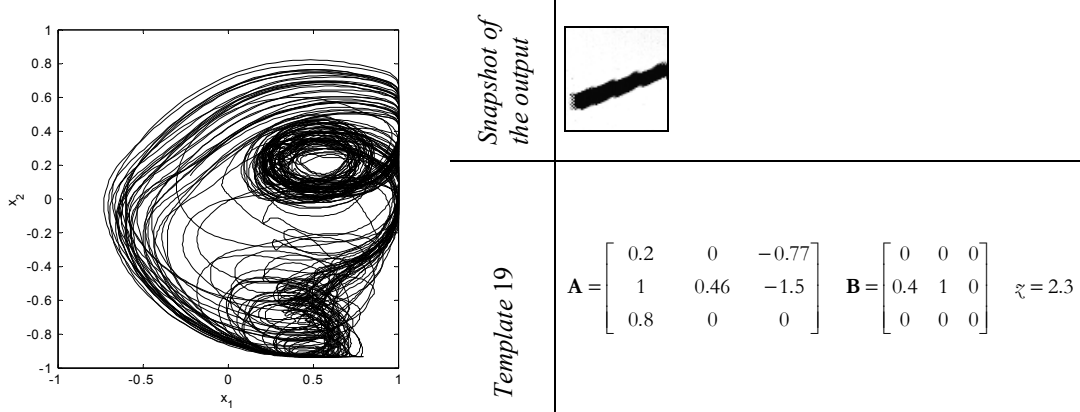 1
0.8
0.6
0.4
0.2
0
-0.2
-0.4
-0.6
-0.8
-1
x2
-1 -0.5 0 0.5 1
x1
Snapshot of
the output
Template 19
A = [ 0.2 0 −0.77
1 0.46 −1.5
0.8 0 0 ]
B = [ 0 0 0
0.4 1 0
0 0 0 ]
z = 2.3